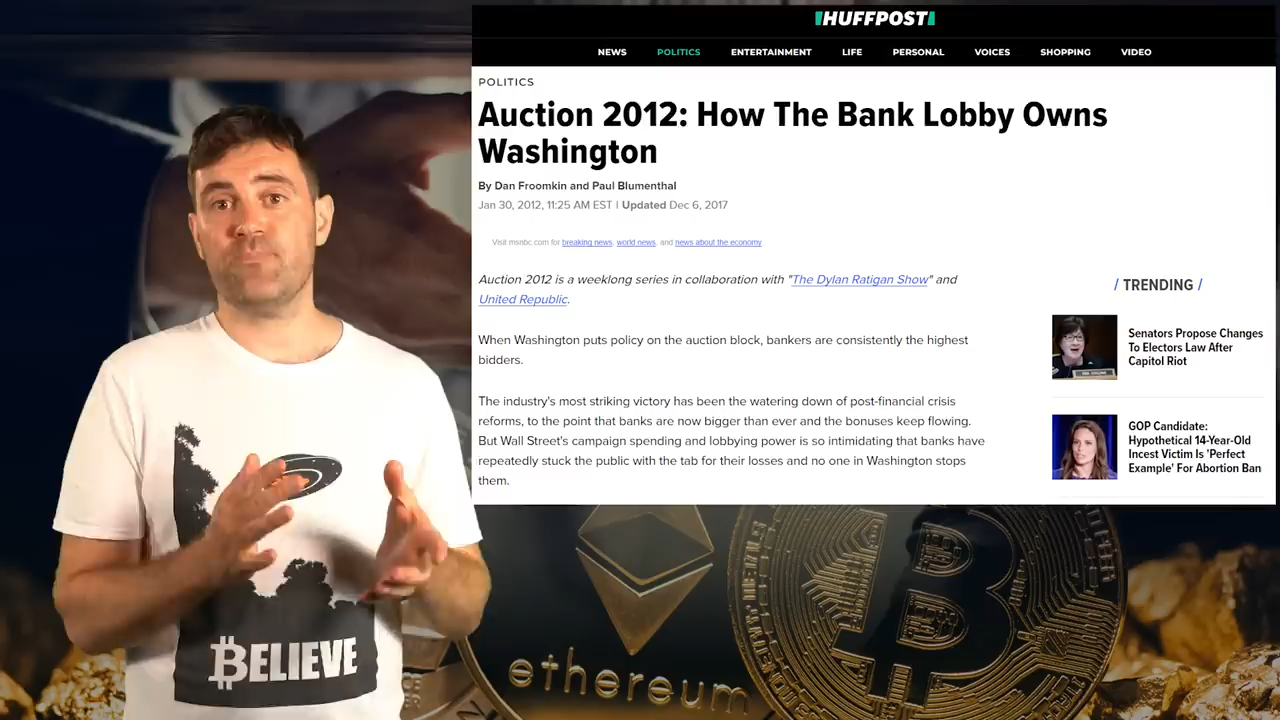 HUFFPOST
NEWS POLITICS ENTERTAINMENT LIFE PERSONAL VOICES SHOPPING VIDEO
POLITICS
Auction 2012: How The Bank Lobby Owns
Washington
By Dan Froomkin and Paul Blumenthal
Jan 30, 2012, 11:25 AM EST | Updated Dec 6, 2017
Visit msnbc.com for breaking news, world news, and news about the economy
Auction 2012 is a weeklong series in collaboration with "The Dylan Ratigan Show" and
United Republic.
When Washington puts policy on the auction block, bankers are consistently the highest
bidders.
The industry's most striking victory has been the watering down of post-financial crisis
reforms, to the point that banks are now bigger than ever and the bonuses keep flowing.
But Wall Street's campaign spending and lobbying power is so intimidating that banks have
repeatedly stuck the public with the tab for their losses and no one in Washington stops
them.
/ TRENDING /
Senators Propose Changes
To Electors Law After
Capitol Riot
GOP Candidate:
Hypothetical 14-Year-Old
Incest Victim Is 'Perfect
Example' For Abortion Ban
₿ELIEVE
ethereum